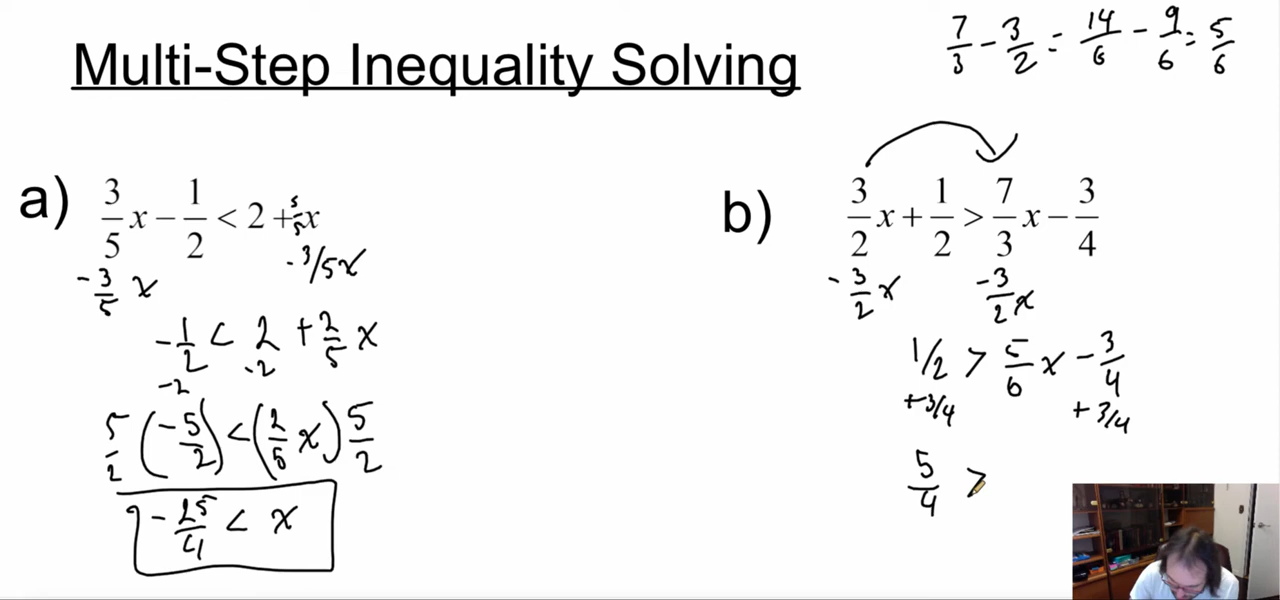 Multi-Step Inequality Solving
7/3 - 3/2 = 14/6 - 9/6 = 5/6
a) 3/5 x - 1/2 < 2 + 5/5 x
-3/5 x -3/5x
-1/2 < 2 + 2/5 x
-2 -2
5/2 (-5/2) < (2/5 x) 5/2
-25/4 < x
b) 3/2 x + 1/2 > 7/3 x - 3/4
-3/2 x -3/2 x
1/2 > 5/6 x - 3/4
+3/4 +3/4
5/4 >